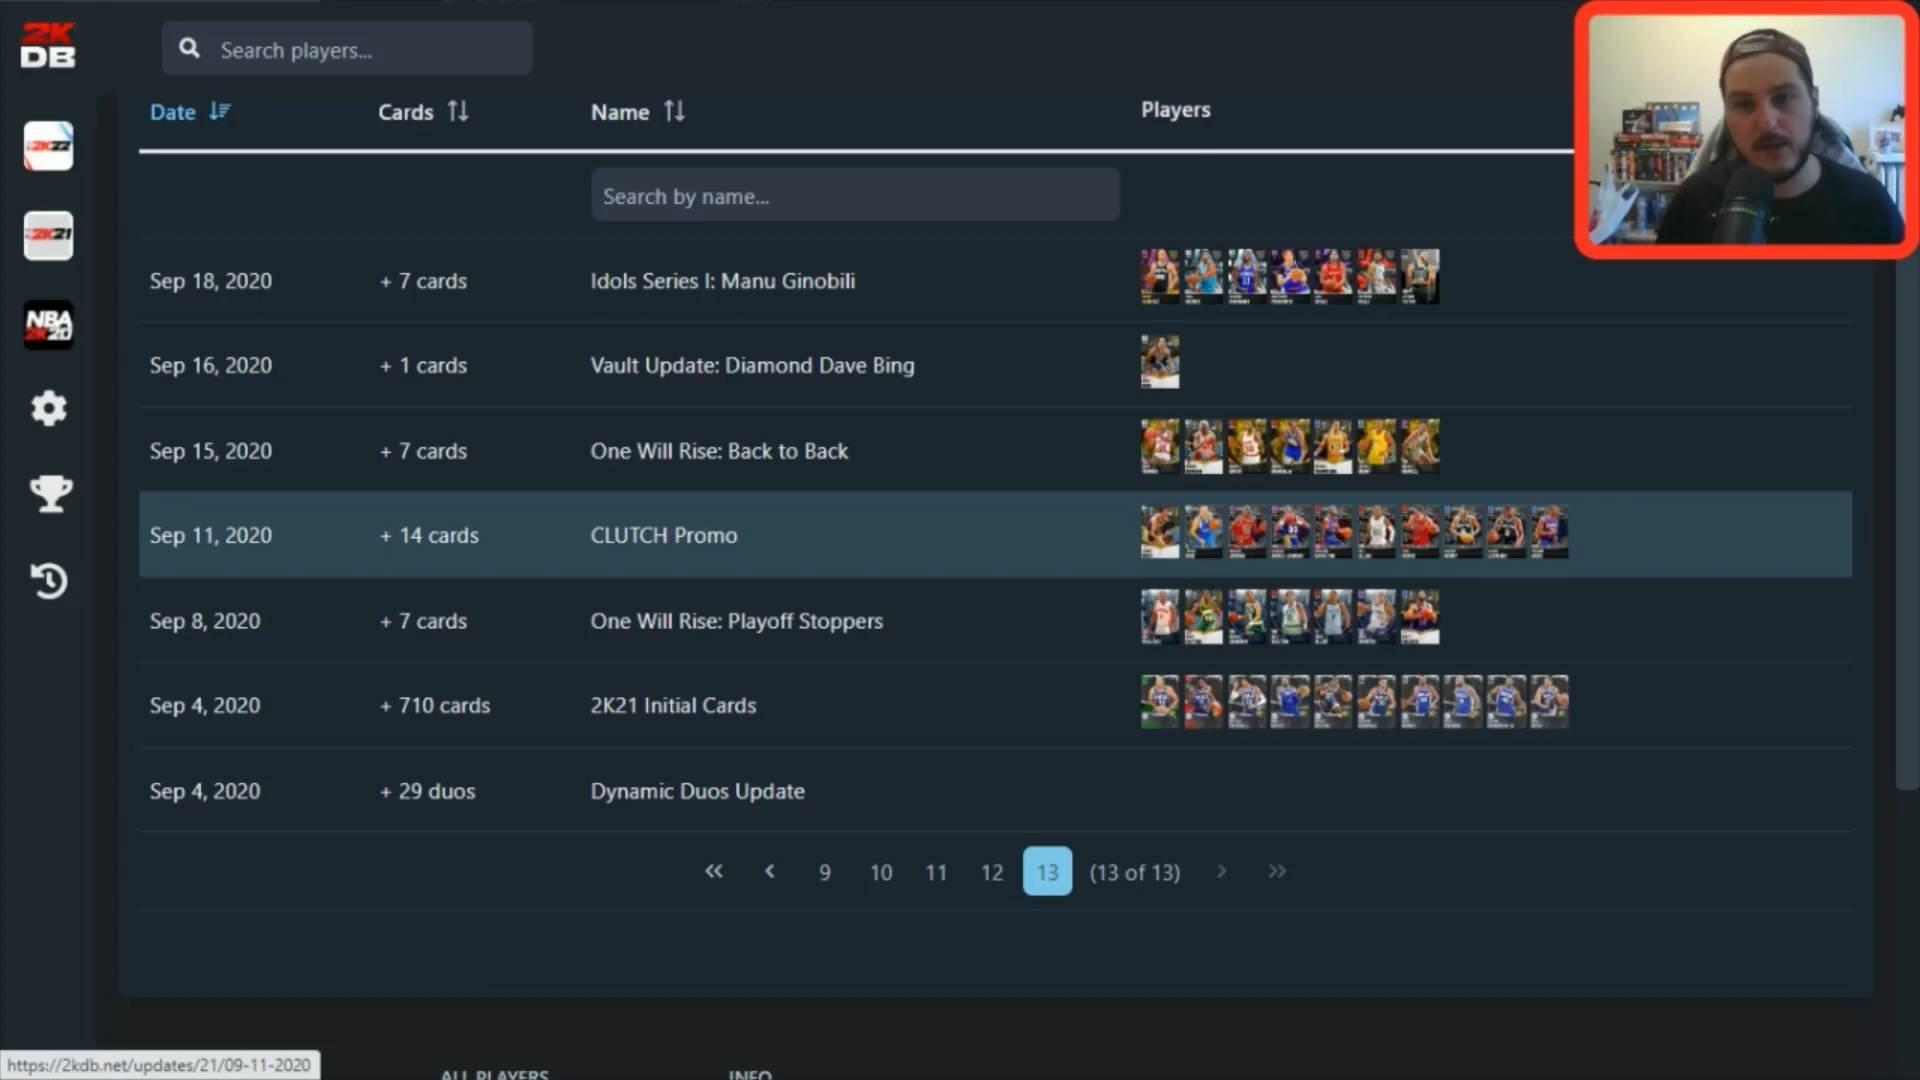 2K
DB
Search players...
Date
Cards
Name
Players
2K22
Search by name...
2K21
Sep 18, 2020
+ 7 cards
Idols Series I: Manu Ginobili
NBA
2K20
Sep 16, 2020
+ 1 cards
Vault Update: Diamond Dave Bing
Sep 15, 2020
+ 7 cards
One Will Rise: Back to Back
Sep 11, 2020
+ 14 cards
CLUTCH Promo
Sep 8, 2020
+ 7 cards
One Will Rise: Playoff Stoppers
Sep 4, 2020
+ 710 cards
2K21 Initial Cards
Sep 4, 2020
+ 29 duos
Dynamic Duos Update
« ‹ 9 10 11 12 13 (13 of 13) › »
https://2kdb.net/updates/21/09-11-2020
ALL PLAYERS
INFO